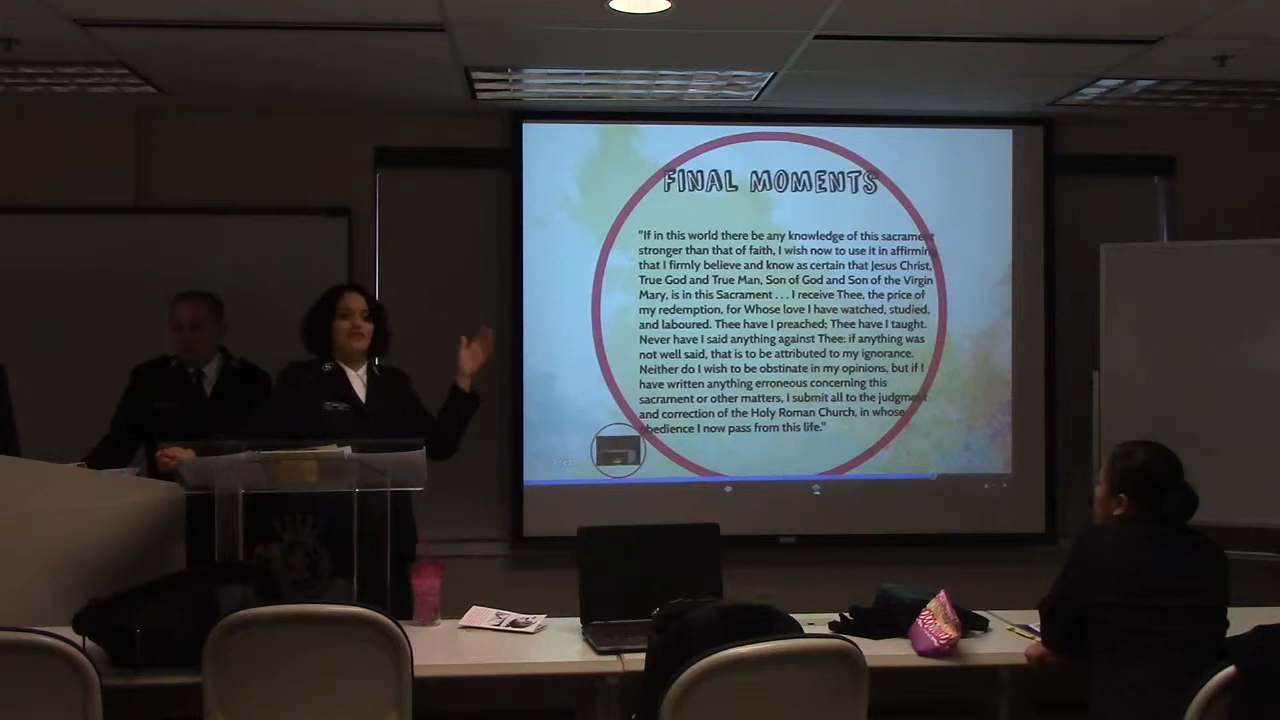 FINAL MOMENTS
"If in this world there be any knowledge of this sacrament
stronger than that of faith, I wish now to use it in affirming
that I firmly believe and know as certain that Jesus Christ,
True God and True Man, Son of God and Son of the Virgin
Mary, is in this Sacrament . . . I receive Thee, the price of
my redemption, for Whose love I have watched, studied,
and laboured. Thee have I preached; Thee have I taught.
Never have I said anything against Thee: if anything was
not well said, that is to be attributed to my ignorance.
Neither do I wish to be obstinate in my opinions, but if I
have written anything erroneous concerning this
sacrament or other matters, I submit all to the judgment
and correction of the Holy Roman Church, in whose
obedience I now pass from this life."